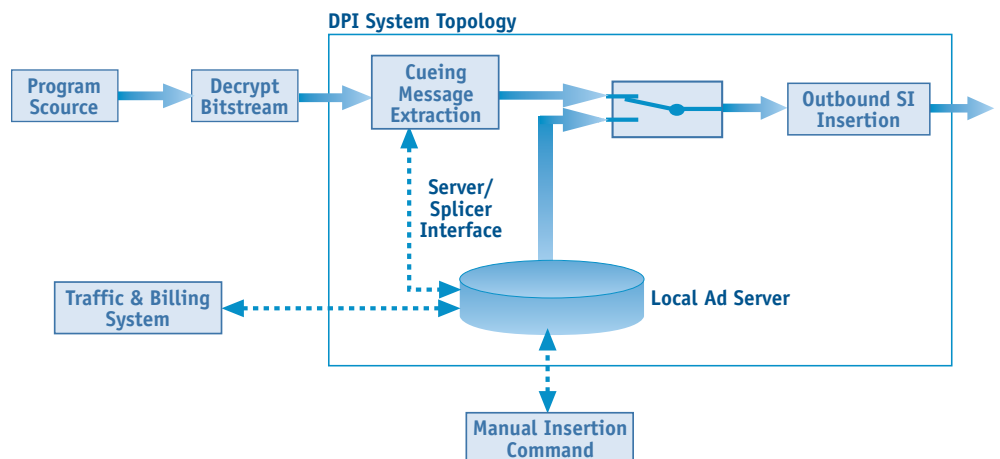 DPI System Topology
Program
Scource
Decrypt
Bitstream
Cueing
Message
Extraction
Outbound SI
Insertion
Server/
Splicer
Interface
Traffic & Billing
System
Local Ad Server
Manual Insertion
Command